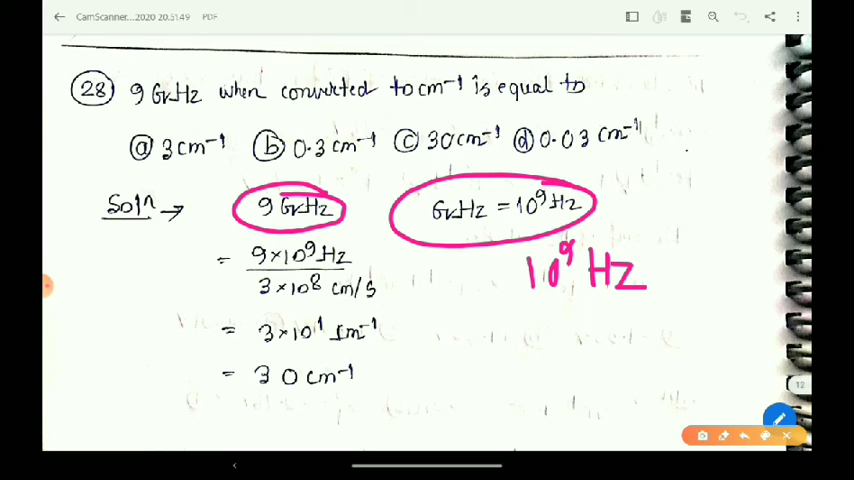 CamScanner...2020 20.51.49 PDF
28 9 GHz when converted to cm⁻¹ is equal to
a 3 cm⁻¹ b 0.3 cm⁻¹ c 30 cm⁻¹ d 0.03 cm⁻¹
Soln → 9 GHz GHz = 10⁹ Hz
= 9×10⁹ Hz
3×10⁸ cm/s
10⁹ Hz
= 3×10¹ cm⁻¹
= 30 cm⁻¹
12